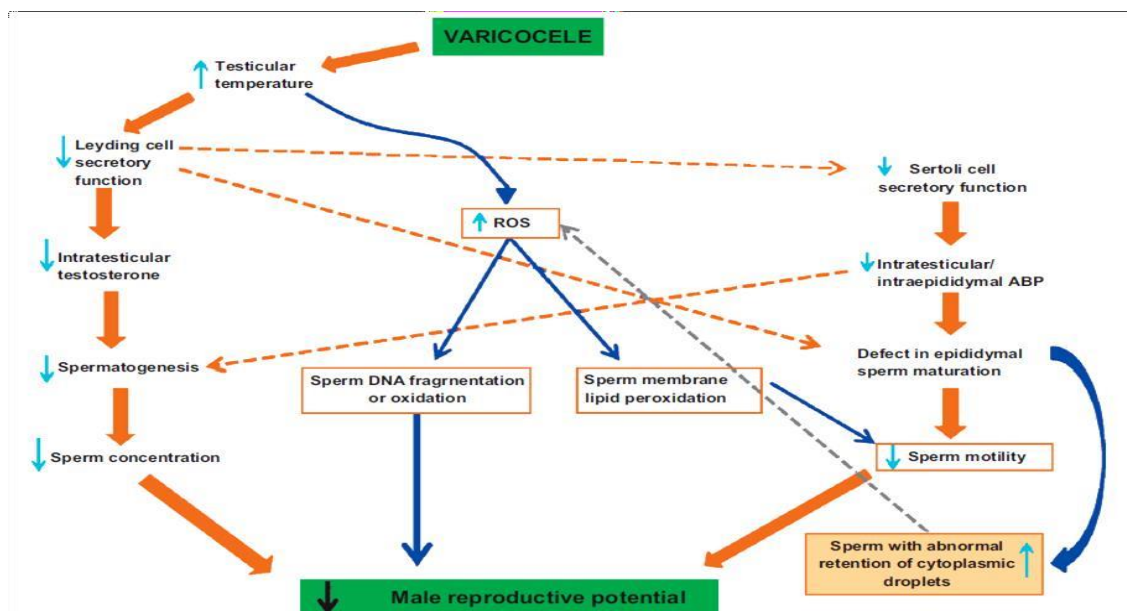 VARICOCELE
Testicular
temperature
Leyding cell
secretory
function
Sertoli cell
secretory function
ROS
Intratesticular
testosterone
Intratesticular/
intraepididymal ABP
Spermatogenesis
Sperm DNA fragrnentation
or oxidation
Sperm membrane
lipid peroxidation
Defect in epididymal
sperm maturation
Sperm concentration
Sperm motility
Sperm with abnormal
retention of cytoplasmic
droplets
Male reproductive potential